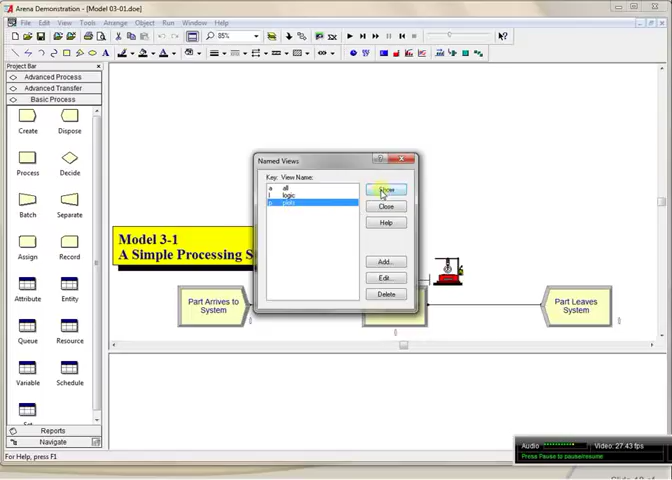 Arena Demonstration - [Model 03-01.doe]
File Edit View Tools Arrange Object Run Window Help
85%
Project Bar
Advanced Process
Advanced Transfer
Basic Process
Create Dispose
Process Decide
Batch Separate
Assign Record
Attribute Entity
Queue Resource
Variable Schedule
Set
Reports
Navigate
For Help, press F1
Named Views
Key: View Name:
a all
l logic
p plots
Show
Close
Help
Add...
Edit...
Delete
Model 3-1
A Simple Processing S
Part Arrives to
System
Part Leaves
System
Audio Video: 27:43 fps
Press Pause to pause/resume